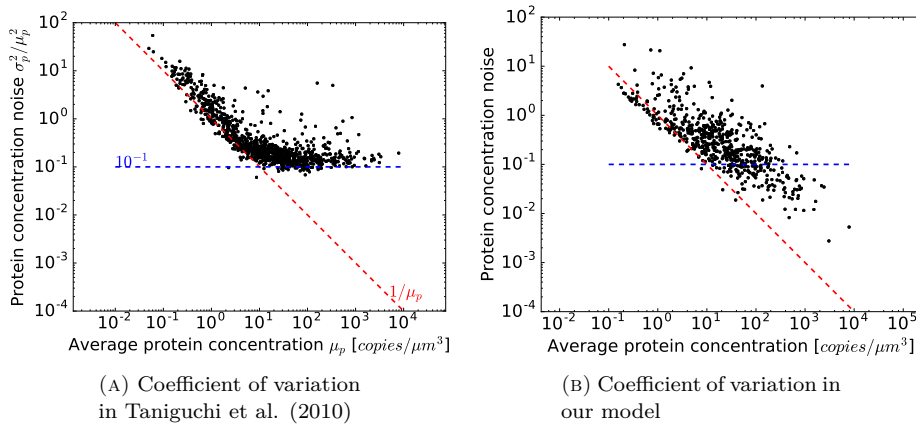 Protein concentration noise σ_p^2/μ_p^2
10^2
10^1
10^0
10^-1
10^-2
10^-3
10^-4
10^-1
1/μ_p
10^-2 10^-1 10^0 10^1 10^2 10^3 10^4
Average protein concentration μ_p [copies/μm^3]
(A) Coefficient of variation
in Taniguchi et al. (2010)
Protein concentration noise
10^2
10^1
10^0
10^-1
10^-2
10^-3
10^-4
10^-2 10^-1 10^0 10^1 10^2 10^3 10^4 10^5
Average protein concentration [copies/μm^3]
(B) Coefficient of variation in
our model